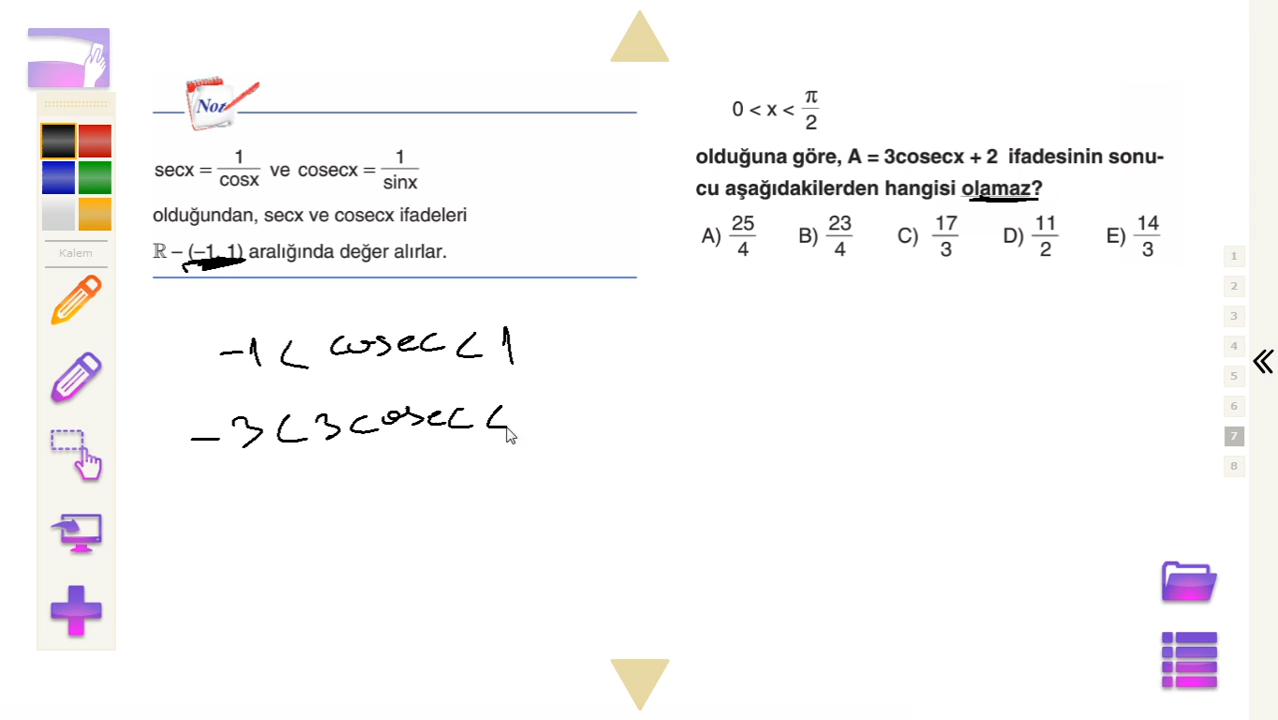 Not
secx = 1/cosx ve cosecx = 1/sinx
olduğundan, secx ve cosecx ifadeleri
ℝ – (–1, 1) aralığında değer alırlar.
-1 < cosec < 1
-3 < 3cosec <
0 < x < π/2
olduğuna göre, A = 3cosecx + 2 ifadesinin sonu-
cu aşağıdakilerden hangisi olamaz?
A) 25/4 B) 23/4 C) 17/3 D) 11/2 E) 14/3
Kalem
1
2
3
4
5
6
7
8